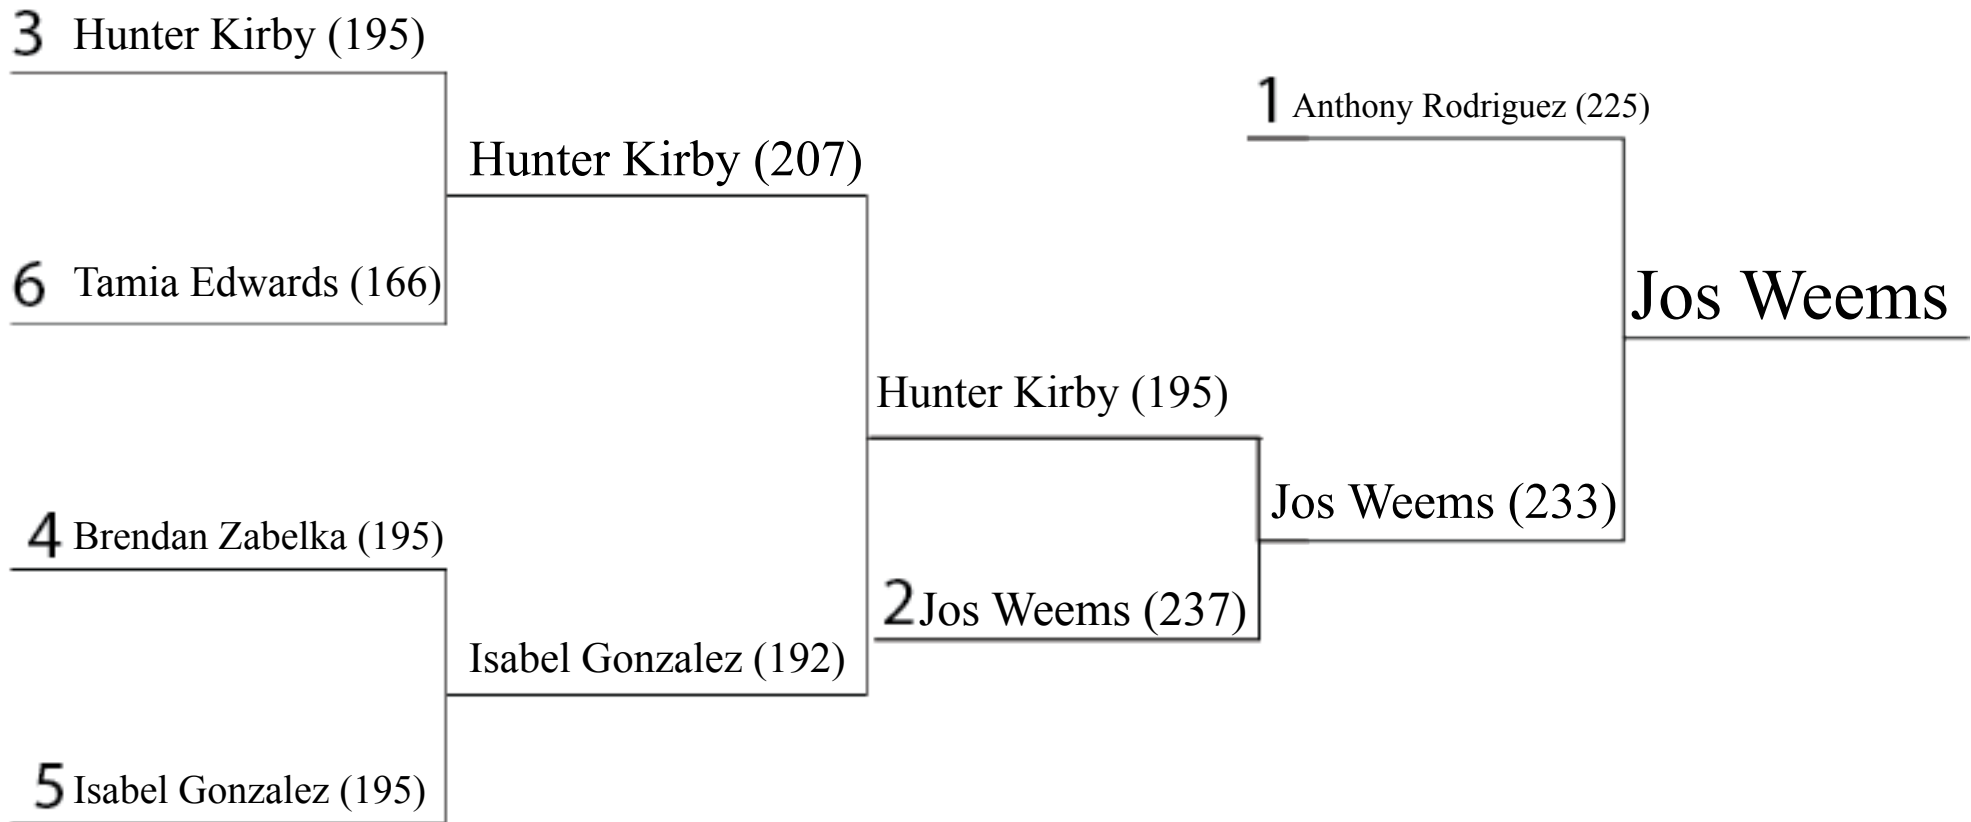 3 Hunter Kirby (195)
1 Anthony Rodriguez (225)
Hunter Kirby (207)
6 Tamia Edwards (166)
Jos Weems
Hunter Kirby (195)
Jos Weems (233)
4 Brendan Zabelka (195)
2 Jos Weems (237)
Isabel Gonzalez (192)
5 Isabel Gonzalez (195)